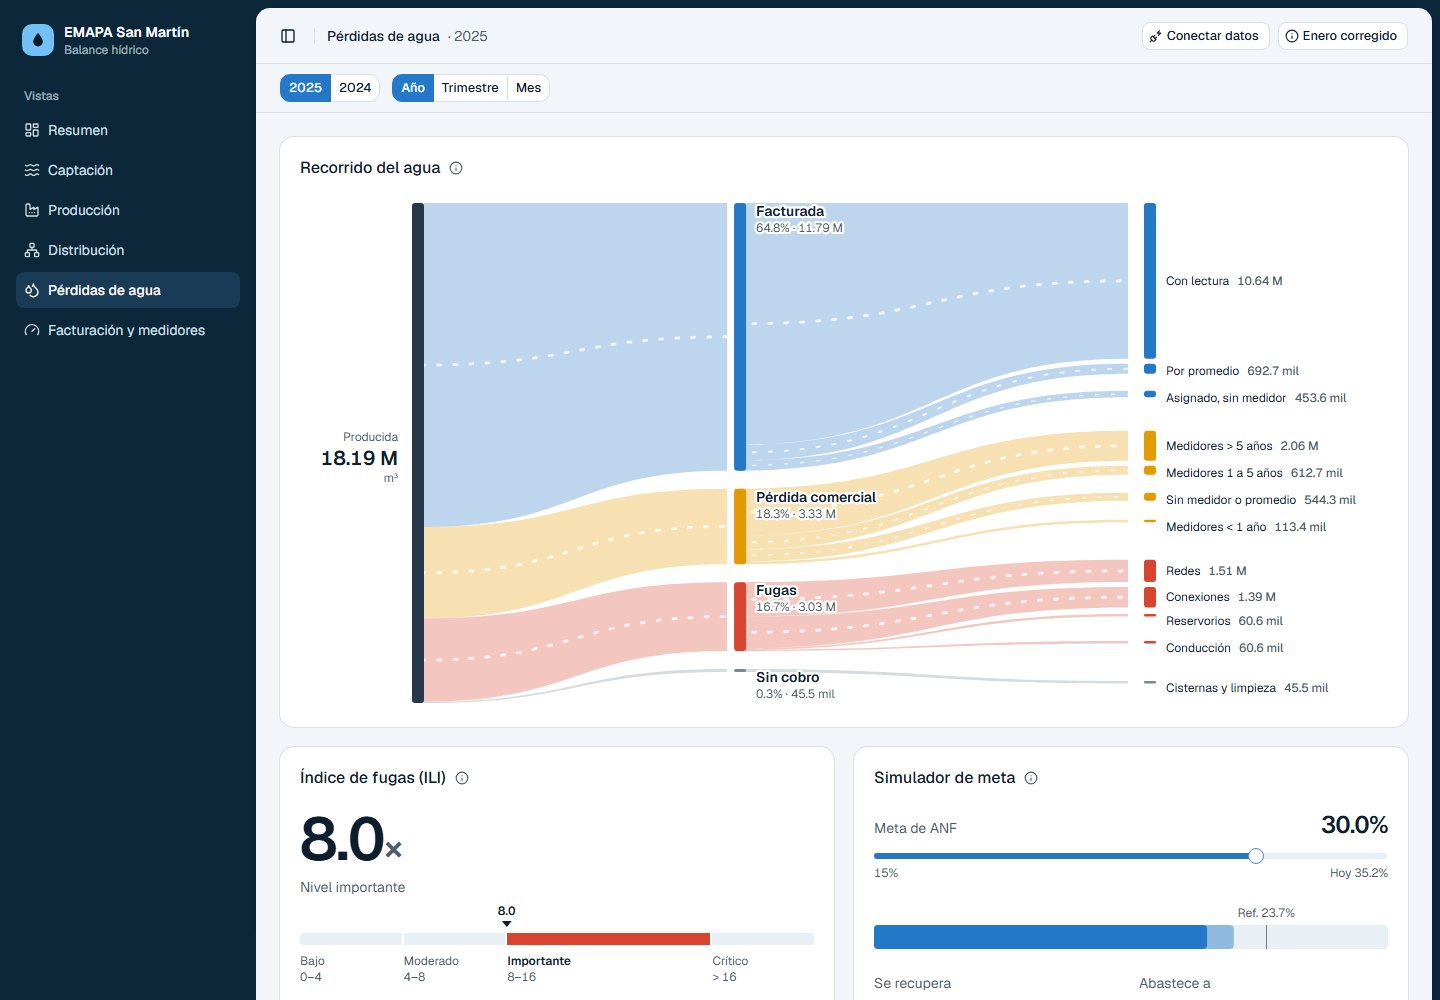 EMAPA San Martín
Balance hídrico
Vistas
Resumen
Captación
Producción
Distribución
Pérdidas de agua
Facturación y medidores
Pérdidas de agua · 2025
Conectar datos
Enero corregido
2025 2024
Año Trimestre Mes
Recorrido del agua
Producida
18.19 M
m³
Facturada
64.8% · 11.79 M
Pérdida comercial
18.3% · 3.33 M
Fugas
16.7% · 3.03 M
Sin cobro
0.3% · 45.5 mil
Con lectura 10.64 M
Por promedio 692.7 mil
Asignado, sin medidor 453.6 mil
Medidores > 5 años 2.06 M
Medidores 1 a 5 años 612.7 mil
Sin medidor o promedio 544.3 mil
Medidores < 1 año 113.4 mil
Redes 1.51 M
Conexiones 1.39 M
Reservorios 60.6 mil
Conducción 60.6 mil
Cisternas y limpieza 45.5 mil
Índice de fugas (ILI)
8.0×
Nivel importante
8.0
Bajo
0–4
Moderado
4–8
Importante
8–16
Crítico
> 16
Simulador de meta
Meta de ANF 30.0%
15% Hoy 35.2%
Ref. 23.7%
Se recupera Abastece a